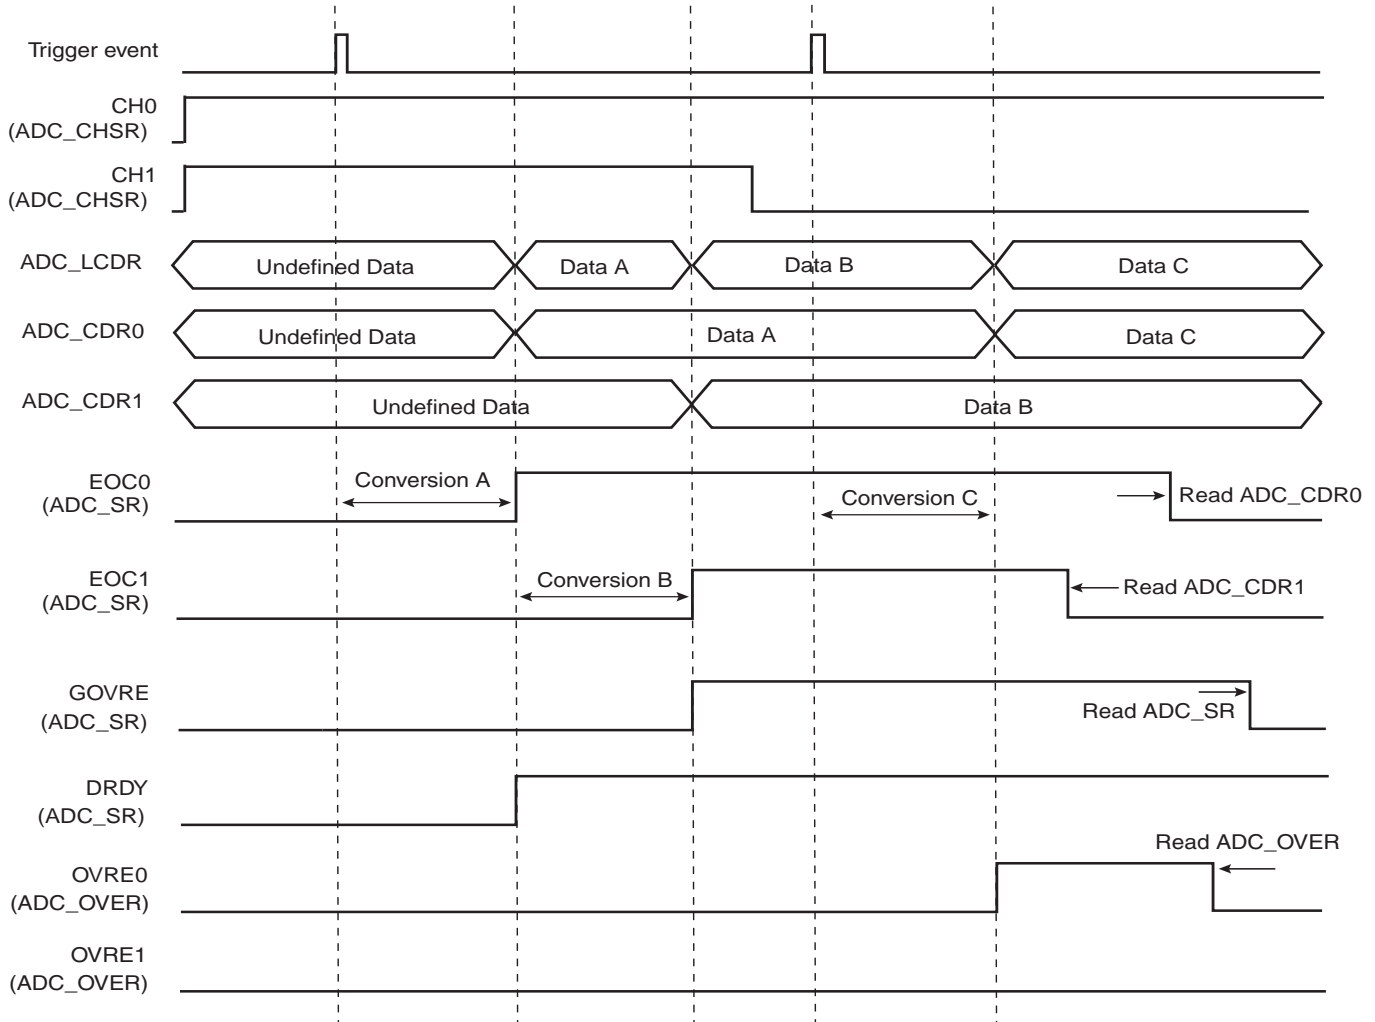 Trigger event
CH0
(ADC_CHSR)
CH1
(ADC_CHSR)
ADC_LCDR
Undefined Data
Data A
Data B
Data C
ADC_CDR0
Undefined Data
Data A
Data C
ADC_CDR1
Undefined Data
Data B
EOC0
(ADC_SR)
Conversion A
Conversion C
Read ADC_CDR0
EOC1
(ADC_SR)
Conversion B
Read ADC_CDR1
GOVRE
(ADC_SR)
Read ADC_SR
DRDY
(ADC_SR)
Read ADC_OVER
OVRE0
(ADC_OVER)
OVRE1
(ADC_OVER)